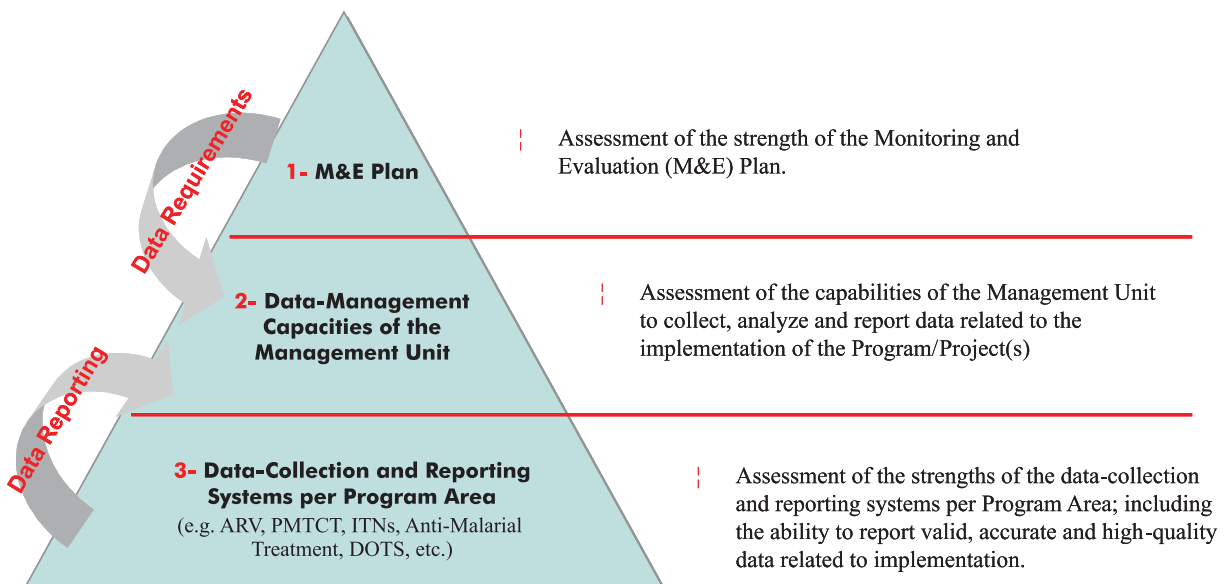 Data Requirements
1- M&E Plan
Assessment of the strength of the Monitoring and
Evaluation (M&E) Plan.
2- Data-Management
Capacities of the
Management Unit
Assessment of the capabilities of the Management Unit
to collect, analyze and report data related to the
implementation of the Program/Project(s)
Data Reporting
3- Data-Collection and Reporting
Systems per Program Area
(e.g. ARV, PMTCT, ITNs, Anti-Malarial
Treatment, DOTS, etc.)
Assessment of the strengths of the data-collection
and reporting systems per Program Area; including
the ability to report valid, accurate and high-quality
data related to implementation.